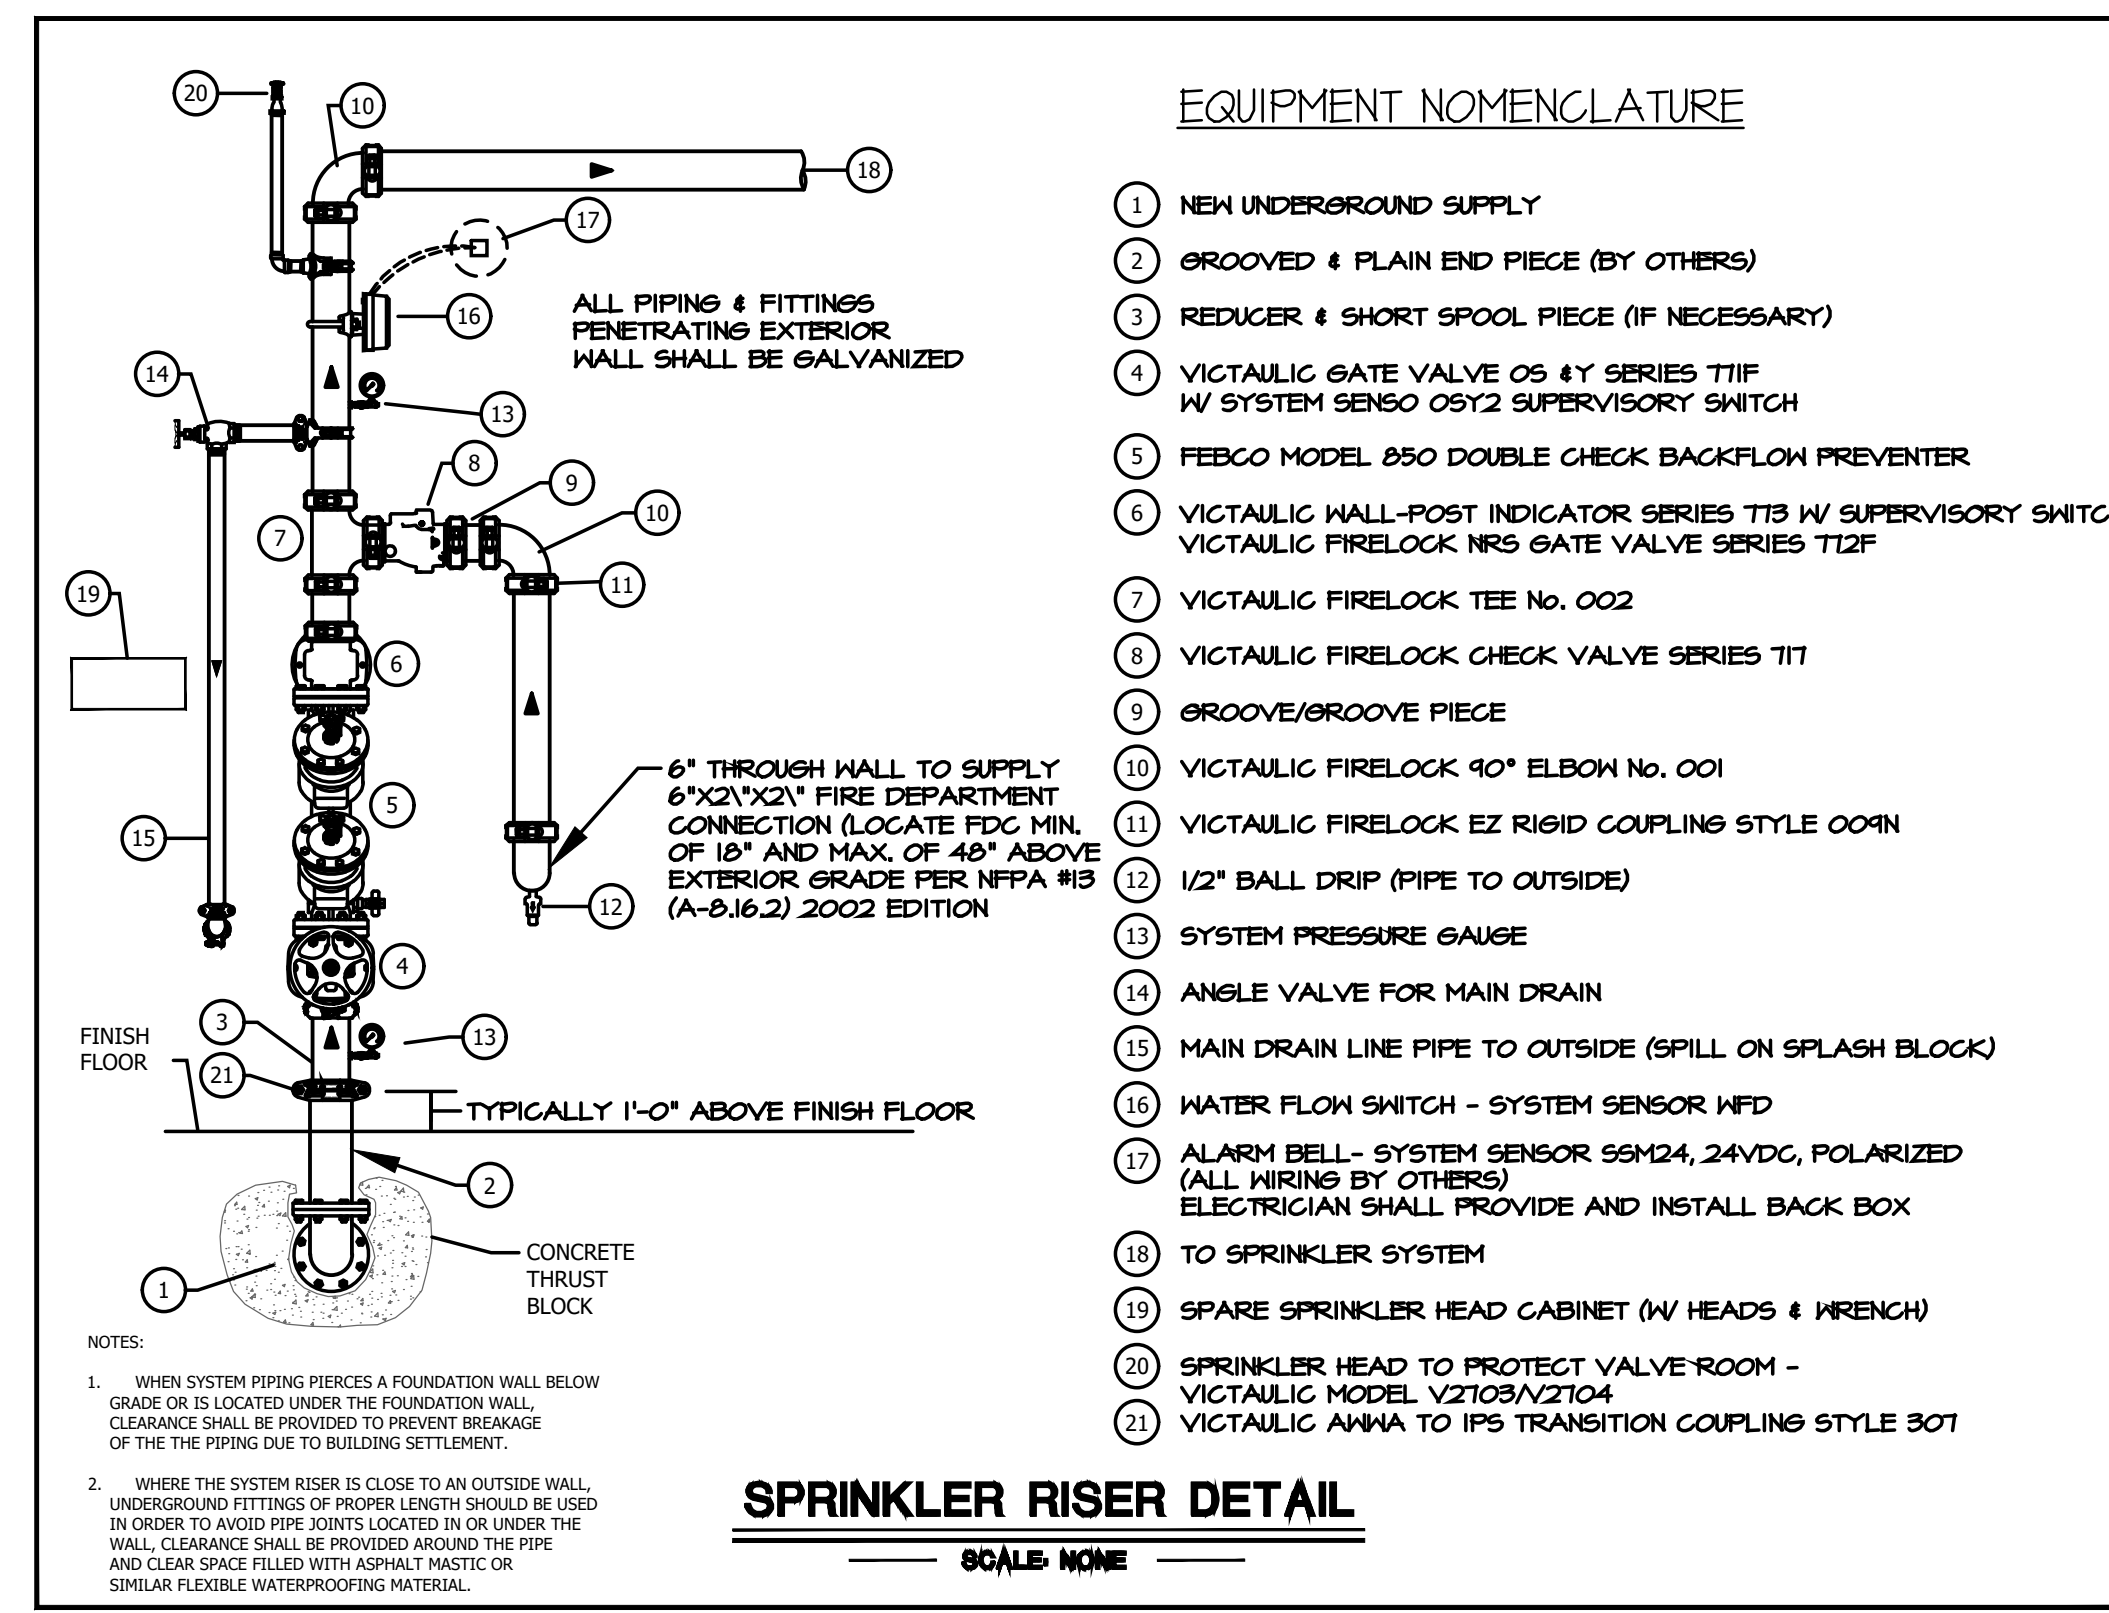 EQUIPMENT NOMENCLATURE
1 NEW UNDERGROUND SUPPLY
2 GROOVED & PLAIN END PIECE (BY OTHERS)
3 REDUCER & SHORT SPOOL PIECE (IF NECESSARY)
4 VICTAULIC GATE VALVE OS &Y SERIES 771F
W/ SYSTEM SENSO OSY2 SUPERVISORY SWITCH
5 FEBCO MODEL 850 DOUBLE CHECK BACKFLOW PREVENTER
6 VICTAULIC WALL-POST INDICATOR SERIES 773 W/ SUPERVISORY SWITC
VICTAULIC FIRELOCK NRS GATE VALVE SERIES 772F
7 VICTAULIC FIRELOCK TEE No. 002
8 VICTAULIC FIRELOCK CHECK VALVE SERIES 717
9 GROOVE/GROOVE PIECE
10 VICTAULIC FIRELOCK 90° ELBOW No. 001
11 VICTAULIC FIRELOCK EZ RIGID COUPLING STYLE 009N
12 1/2" BALL DRIP (PIPE TO OUTSIDE)
13 SYSTEM PRESSURE GAUGE
14 ANGLE VALVE FOR MAIN DRAIN
15 MAIN DRAIN LINE PIPE TO OUTSIDE (SPILL ON SPLASH BLOCK)
16 WATER FLOW SWITCH - SYSTEM SENSOR WFD
17 ALARM BELL- SYSTEM SENSOR SSM24, 24VDC, POLARIZED
(ALL WIRING BY OTHERS)
ELECTRICIAN SHALL PROVIDE AND INSTALL BACK BOX
18 TO SPRINKLER SYSTEM
19 SPARE SPRINKLER HEAD CABINET (W/ HEADS & WRENCH)
20 SPRINKLER HEAD TO PROTECT VALVE ROOM -
VICTAULIC MODEL V2703/V2704
21 VICTAULIC AWWA TO IPS TRANSITION COUPLING STYLE 307
20
10
18
17
16
ALL PIPING & FITTINGS
PENETRATING EXTERIOR
WALL SHALL BE GALVANIZED
14
13
8
9
10
7
11
19
6
6" THROUGH WALL TO SUPPLY
6"X2\"X2\" FIRE DEPARTMENT
CONNECTION (LOCATE FDC MIN.
OF 18" AND MAX. OF 48" ABOVE
EXTERIOR GRADE PER NFPA #13
(A-8.16.2) 2002 EDITION
5
15
12
4
3
13
FINISH
FLOOR
21
TYPICALLY 1'-0" ABOVE FINISH FLOOR
2
CONCRETE
THRUST
BLOCK
1
NOTES:
1. WHEN SYSTEM PIPING PIERCES A FOUNDATION WALL BELOW
GRADE OR IS LOCATED UNDER THE FOUNDATION WALL,
CLEARANCE SHALL BE PROVIDED TO PREVENT BREAKAGE
OF THE THE PIPING DUE TO BUILDING SETTLEMENT.
2. WHERE THE SYSTEM RISER IS CLOSE TO AN OUTSIDE WALL,
UNDERGROUND FITTINGS OF PROPER LENGTH SHOULD BE USED
IN ORDER TO AVOID PIPE JOINTS LOCATED IN OR UNDER THE
WALL, CLEARANCE SHALL BE PROVIDED AROUND THE PIPE
AND CLEAR SPACE FILLED WITH ASPHALT MASTIC OR
SIMILAR FLEXIBLE WATERPROOFING MATERIAL.
SPRINKLER RISER DETAIL
SCALE: NONE